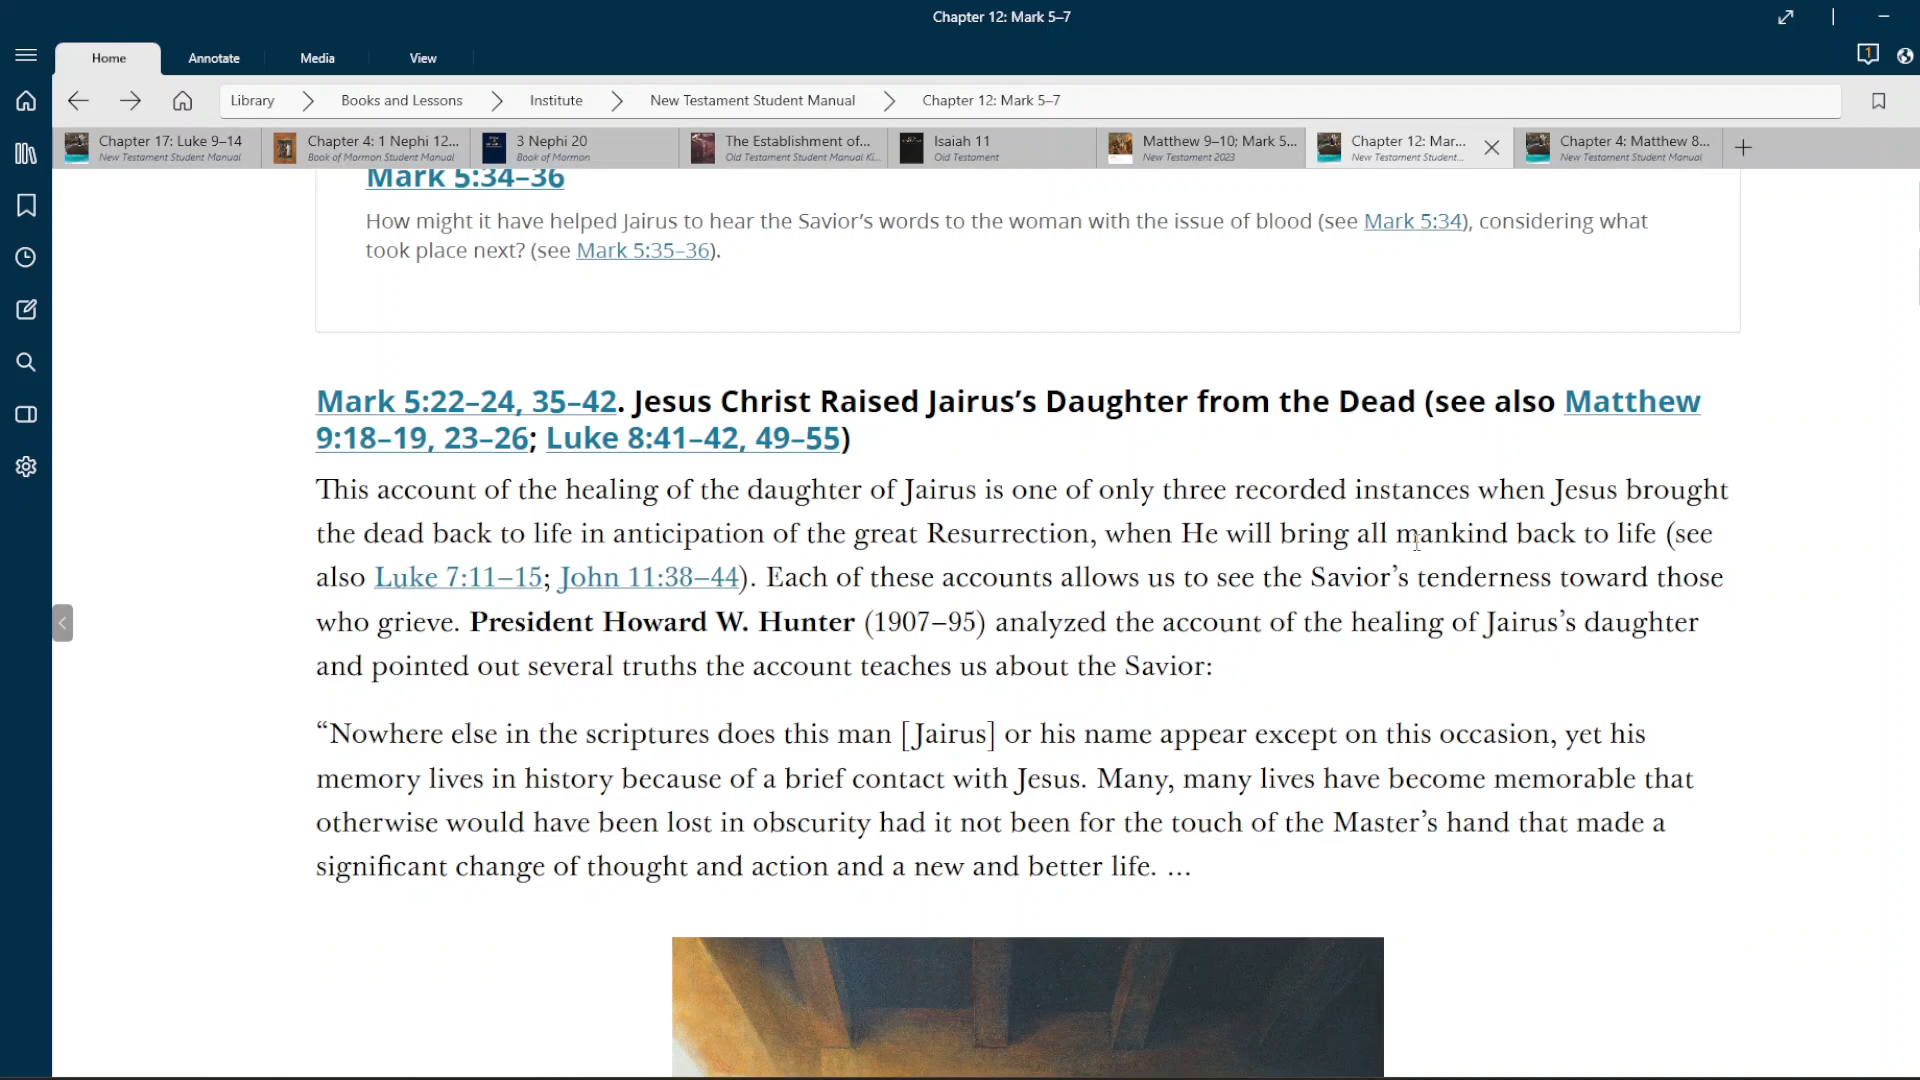 Chapter 12: Mark 5–7
Home
Annotate
Media
View
1
Library
Books and Lessons
Institute
New Testament Student Manual
Chapter 12: Mark 5–7
Chapter 17: Luke 9–14
New Testament Student Manual
Chapter 4: 1 Nephi 12...
Book of Mormon Student Manual
3 Nephi 20
Book of Mormon
The Establishment of...
Old Testament Student Manual Ki...
Isaiah 11
Old Testament
Matthew 9–10; Mark 5...
New Testament 2023
Chapter 12: Mar...
New Testament Student...
Chapter 4: Matthew 8...
New Testament Student Manual
Mark 5:34–36
How might it have helped Jairus to hear the Savior’s words to the woman with the issue of blood (see Mark 5:34), considering what
took place next? (see Mark 5:35–36).
Mark 5:22–24, 35–42. Jesus Christ Raised Jairus’s Daughter from the Dead (see also Matthew
9:18–19, 23–26; Luke 8:41–42, 49–55)
This account of the healing of the daughter of Jairus is one of only three recorded instances when Jesus brought
the dead back to life in anticipation of the great Resurrection, when He will bring all mankind back to life (see
also Luke 7:11–15; John 11:38–44). Each of these accounts allows us to see the Savior’s tenderness toward those
who grieve. President Howard W. Hunter (1907–95) analyzed the account of the healing of Jairus’s daughter
and pointed out several truths the account teaches us about the Savior:
“Nowhere else in the scriptures does this man [Jairus] or his name appear except on this occasion, yet his
memory lives in history because of a brief contact with Jesus. Many, many lives have become memorable that
otherwise would have been lost in obscurity had it not been for the touch of the Master’s hand that made a
significant change of thought and action and a new and better life. ...